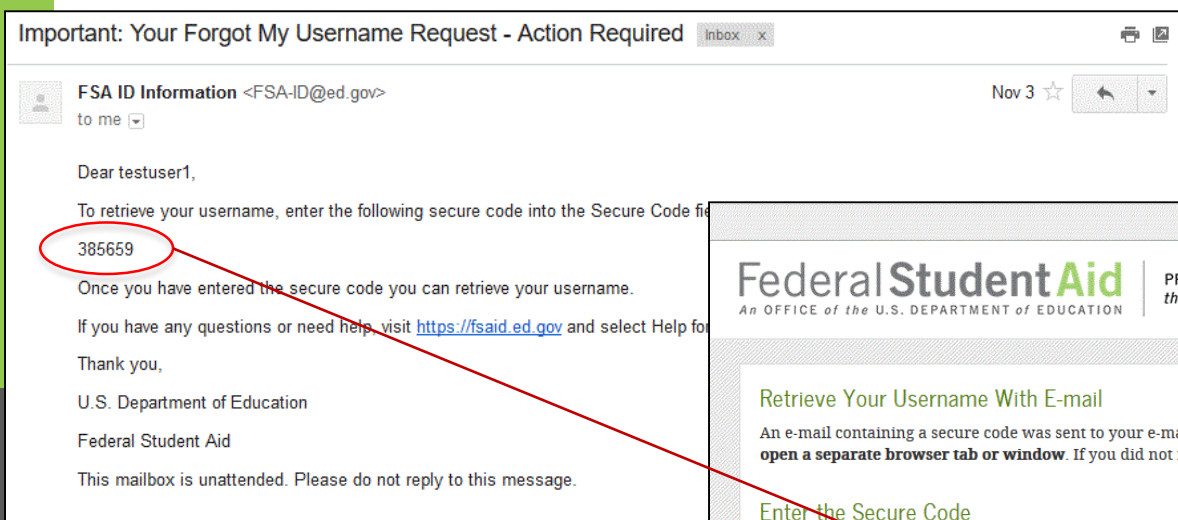 Important: Your Forgot My Username Request - Action Required Inbox x
FSA ID Information <FSA-ID@ed.gov> Nov 3
to me
Dear testuser1,
To retrieve your username, enter the following secure code into the Secure Code
385659
Once you have entered the secure code you can retrieve your username.
If you have any questions or need help, visit https://fsaid.ed.gov and select Help for
Thank you,
U.S. Department of Education
Federal Student Aid
This mailbox is unattended. Please do not reply to this message.
Federal Student Aid
An OFFICE of the U.S. DEPARTMENT of EDUCATION
Retrieve Your Username With E-mail
An e-mail containing a secure code was sent to your
open a separate browser tab or window. If you did not
Enter the Secure Code